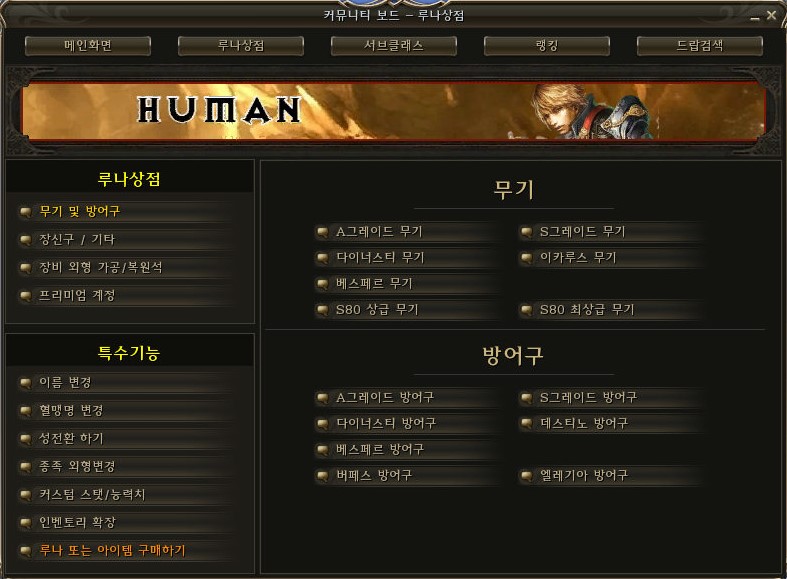 커뮤니티 보드 - 루나상점
메인화면 루나상점 서브클래스 랭킹 드랍검색
HUMAN
루나상점
무기 및 방어구
장신구 / 기타
장비 외형 가공/복원석
프리미엄 계정
특수기능
이름 변경
혈맹명 변경
성전환 하기
종족 외형변경
커스텀 스탯/능력치
인벤토리 확장
루나 또는 아이템 구매하기
무기
A그레이드 무기 S그레이드 무기
다이너스티 무기 이카루스 무기
베스페르 무기
S80 상급 무기 S80 최상급 무기
방어구
A그레이드 방어구 S그레이드 방어구
다이너스티 방어구 데스티노 방어구
베스페르 방어구
버페스 방어구 엘레기아 방어구